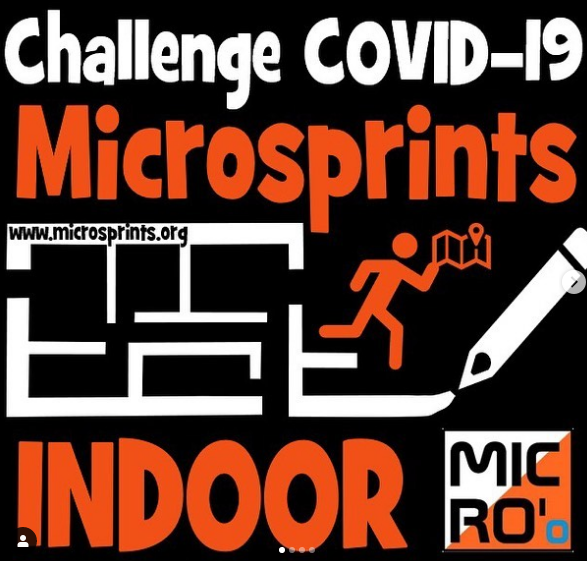 Challenge COVID-19
Microsprints
www.microsprints.org
INDOOR
MIC
RO'o